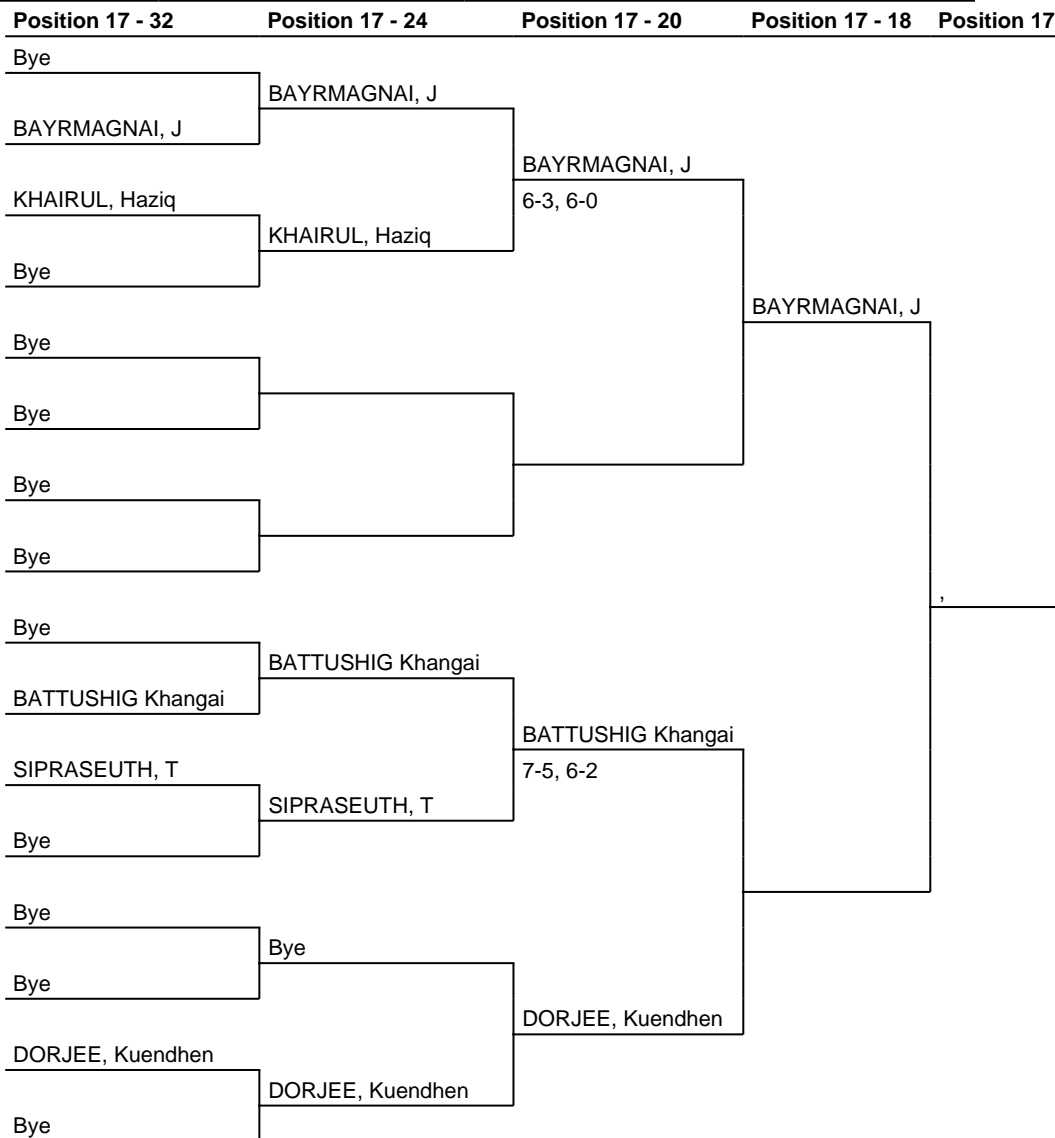 Position 17 - 32 Position 17 - 24 Position 17 - 20 Position 17 - 18 Position 17
Bye
BAYRMAGNAI, J
BAYRMAGNAI, J
BAYRMAGNAI, J
KHAIRUL, Haziq
6-3, 6-0
KHAIRUL, Haziq
Bye
BAYRMAGNAI, J
Bye
Bye
Bye
Bye
,
Bye
BATTUSHIG Khangai
BATTUSHIG Khangai
BATTUSHIG Khangai
SIPRASEUTH, T
7-5, 6-2
SIPRASEUTH, T
Bye
Bye
Bye
Bye
DORJEE, Kuendhen
DORJEE, Kuendhen
DORJEE, Kuendhen
Bye